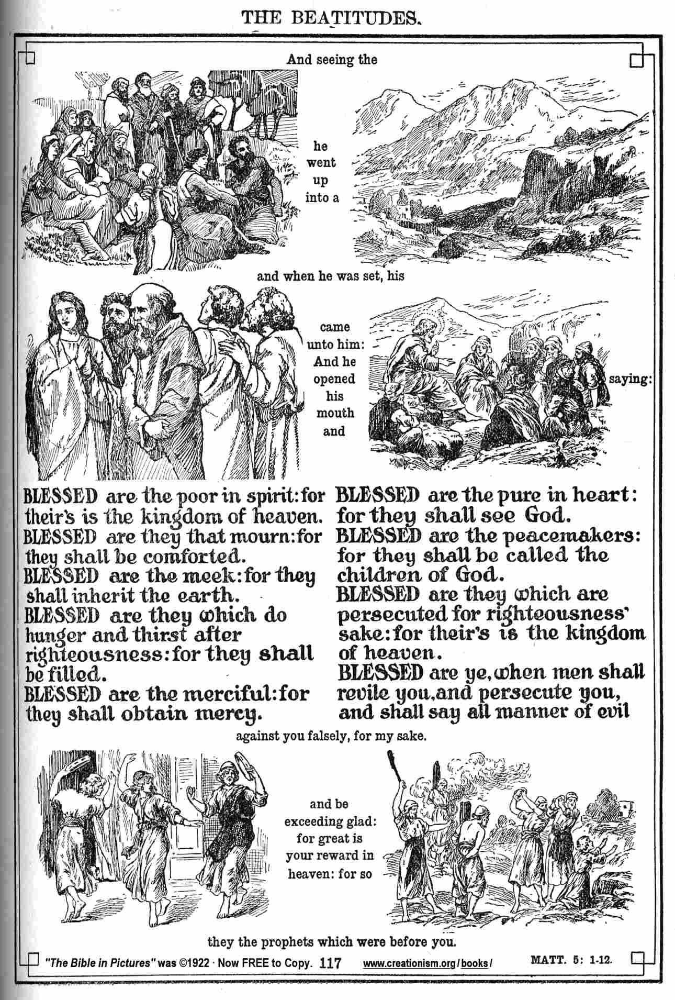 THE BEATITUDES.
And seeing the
he
went
up
into a
and when he was set, his
came
unto him:
And he
opened
his
mouth
and
saying:
BLESSED are the poor in spirit: for
their's is the kingdom of heaven.
BLESSED are they that mourn: for
they shall be comforted.
BLESSED are the meek: for they
shall inherit the earth.
BLESSED are they which do
hunger and thirst after
righteousness: for they shall
be filled.
BLESSED are the merciful: for
they shall obtain mercy.
BLESSED are the pure in heart:
for they shall see God.
BLESSED are the peacemakers:
for they shall be called the
children of God.
BLESSED are they which are
persecuted for righteousness'
sake: for their's is the kingdom
of heaven.
BLESSED are ye, when men shall
revile you, and persecute you,
and shall say all manner of evil
against you falsely, for my sake.
and be
exceeding glad:
for great is
your reward in
heaven: for so
they the prophets which were before you.
"The Bible in Pictures" was ©1922 · Now FREE to Copy. 117 www.creationism.org/books/ MATT. 5: 1-12.